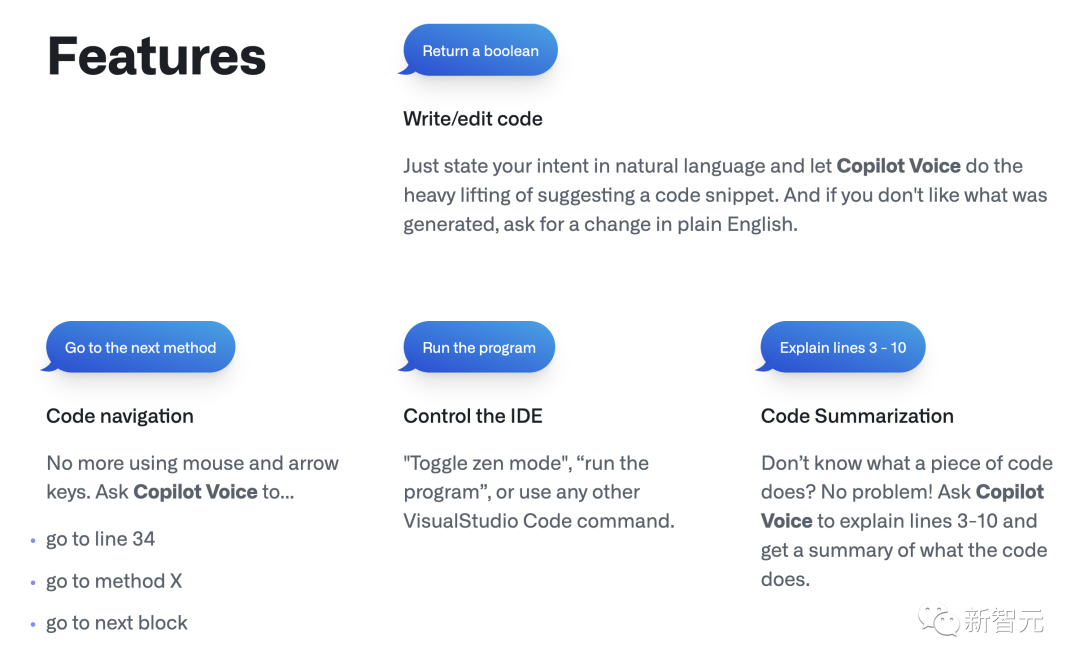 Features
Return a boolean
Write/edit code
Just state your intent in natural language and let Copilot Voice do the
heavy lifting of suggesting a code snippet. And if you don't like what was
generated, ask for a change in plain English.
Go to the next method
Code navigation
No more using mouse and arrow
keys. Ask Copilot Voice to...
go to line 34
go to method X
go to next block
Run the program
Control the IDE
"Toggle zen mode", “run the
program”, or use any other
VisualStudio Code command.
Explain lines 3 - 10
Code Summarization
Don’t know what a piece of code
does? No problem! Ask Copilot
Voice to explain lines 3-10 and
get a summary of what the code
does.
新智元